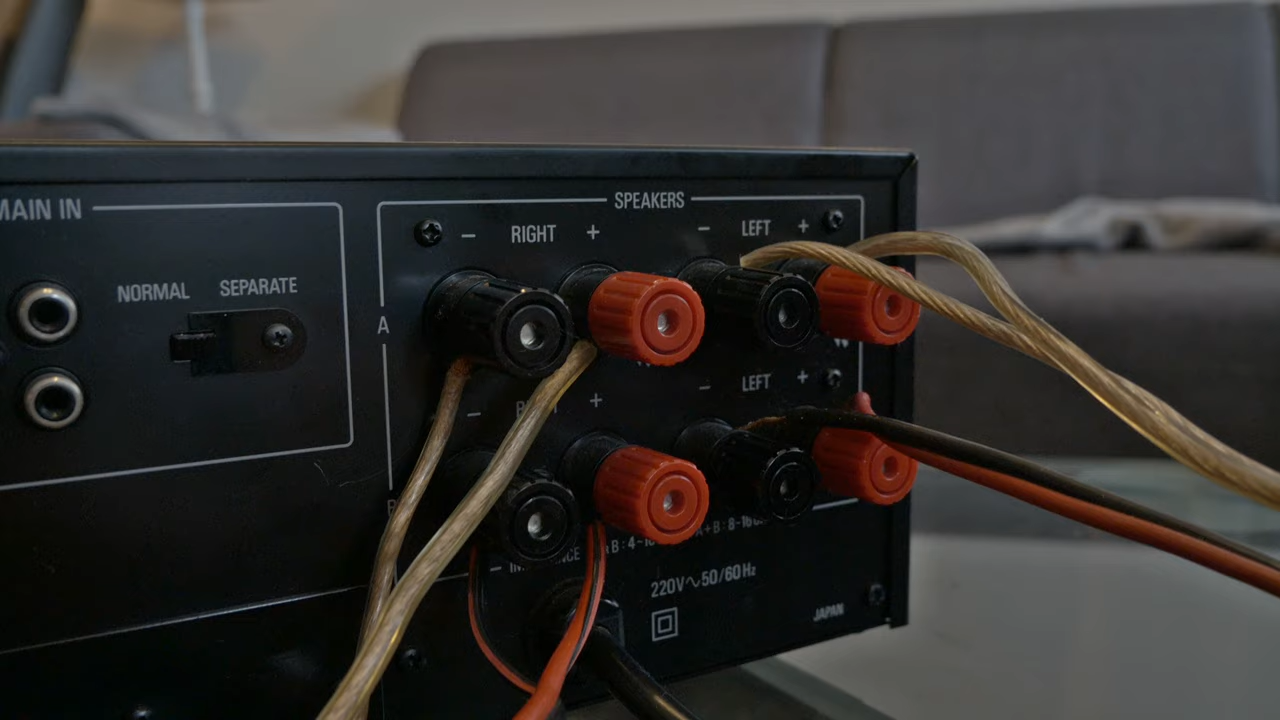 MAIN IN
NORMAL SEPARATE
SPEAKERS
− RIGHT + − LEFT +
A
− + − LEFT +
220V∿50/60Hz
JAPAN